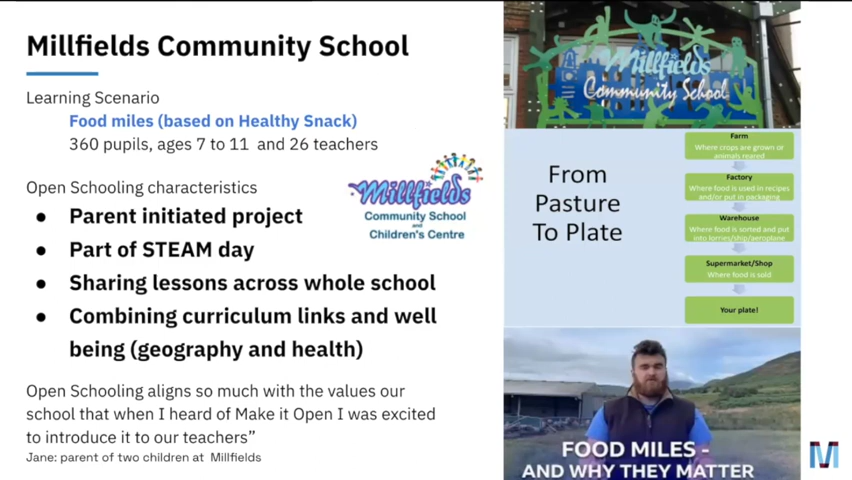 Millfields Community School
Learning Scenario
Food miles (based on Healthy Snack)
360 pupils, ages 7 to 11 and 26 teachers
Open Schooling characteristics
● Parent initiated project
● Part of STEAM day
● Sharing lessons across whole school
● Combining curriculum links and well
being (geography and health)
Open Schooling aligns so much with the values our
school that when I heard of Make it Open I was excited
to introduce it to our teachers”
Jane: parent of two children at Millfields
Millfields
Community School
and
Children's Centre
Millfields
Community School
From
Pasture
To Plate
Farm
Where crops are grown or
animals reared
Factory
Where food is used in recipes
and/or put in packaging
Warehouse
Where food is sorted and put
into lorries/ship/aeroplane
Supermarket/Shop
Where food is sold
Your plate!
FOOD MILES -
AND WHY THEY MATTER
M